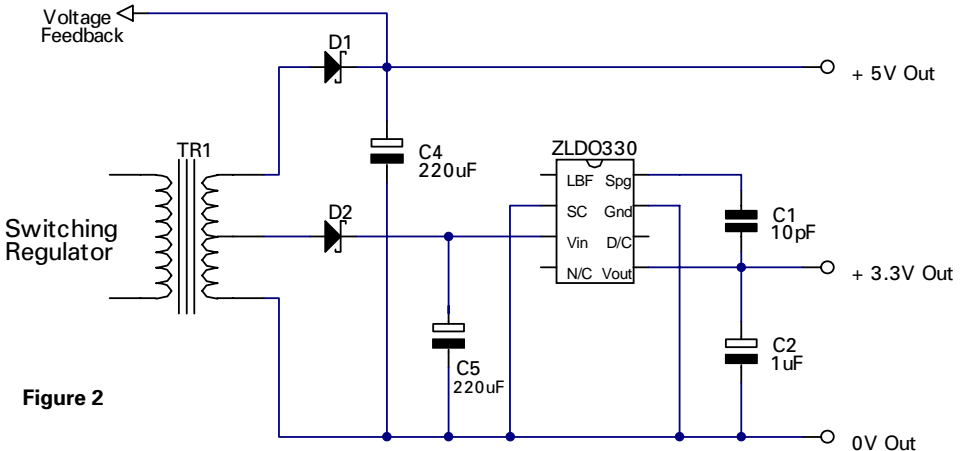 Voltage
Feedback
D1
+ 5V Out
TR1
C4
220uF
ZLDO330
LBF Spg
SC Gnd
Vin D/C
N/C Vout
C1
10pF
D2
Switching
Regulator
+ 3.3V Out
C2
1uF
C5
220uF
Figure 2
0V Out